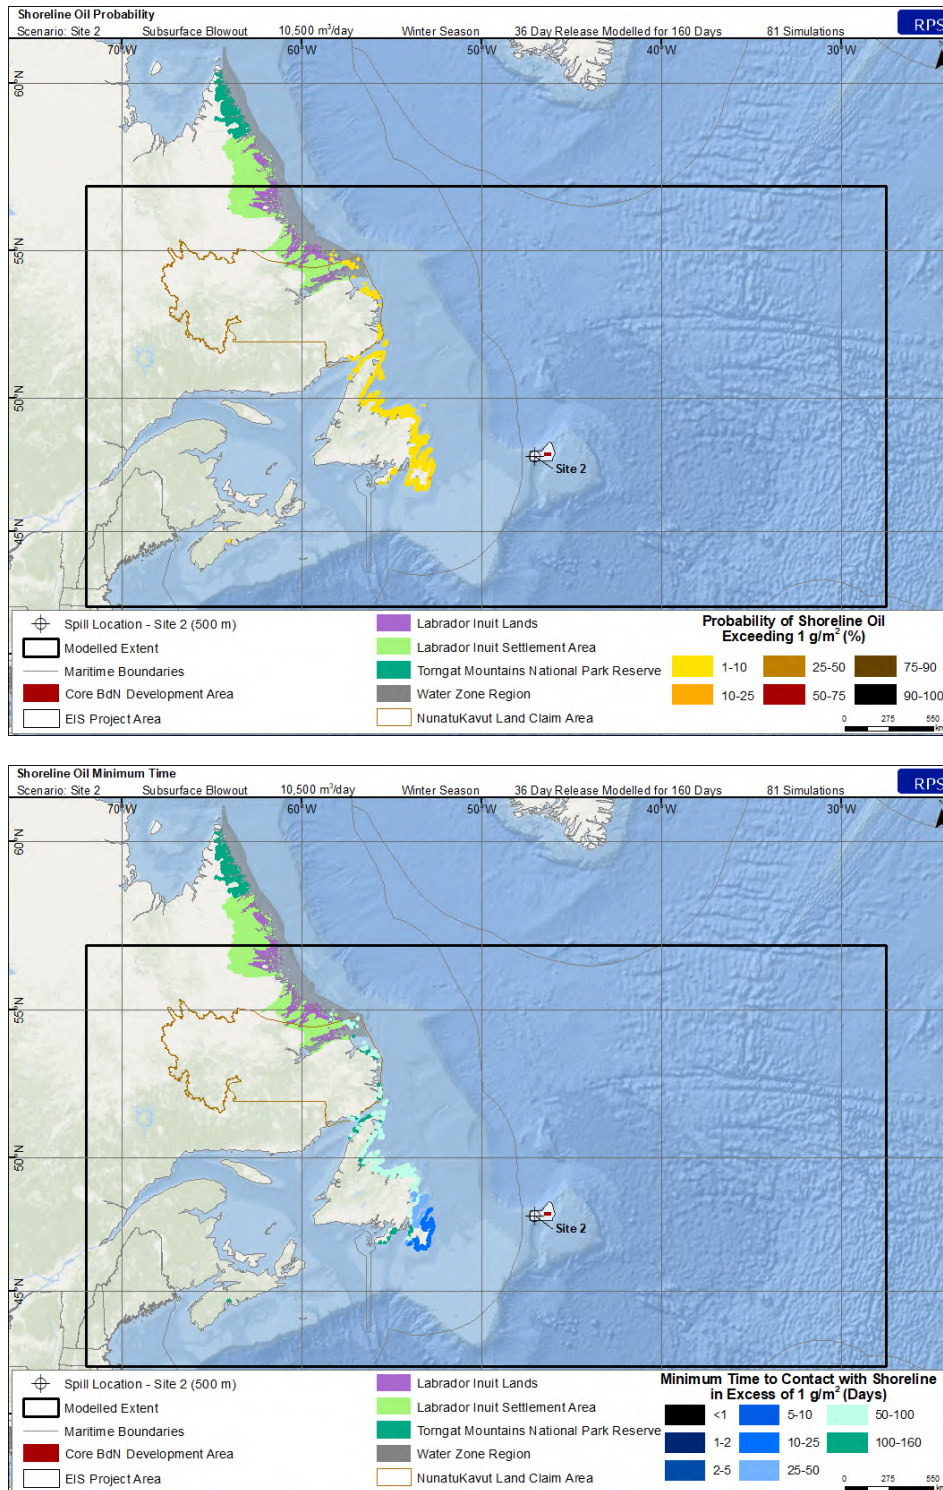 Shoreline Oil Probability
Scenario: Site 2 Subsurface Blowout 10,500 m³/day Winter Season 36 Day Release Modelled for 160 Days 81 Simulations
RPS
70°W 60°W 50°W 40°W 30°W
60°N
55°N
50°N
Site 2
45°N
Spill Location - Site 2 (500 m)
Modelled Extent
Maritime Boundaries
Core BdN Development Area
EIS Project Area
Labrador Inuit Lands
Labrador Inuit Settlement Area
Torngat Mountains National Park Reserve
Water Zone Region
NunatuKavut Land Claim Area
Probability of Shoreline Oil
Exceeding 1 g/m² (%)
1-10 25-50 75-90
10-25 50-75 90-100
0 275 550
km
Shoreline Oil Minimum Time
Scenario: Site 2 Subsurface Blowout 10,500 m³/day Winter Season 36 Day Release Modelled for 160 Days 81 Simulations
RPS
70°W 60°W 50°W 40°W 30°W
60°N
55°N
50°N
Site 2
45°N
Spill Location - Site 2 (500 m)
Modelled Extent
Maritime Boundaries
Core BdN Development Area
EIS Project Area
Labrador Inuit Lands
Labrador Inuit Settlement Area
Torngat Mountains National Park Reserve
Water Zone Region
NunatuKavut Land Claim Area
Minimum Time to Contact with Shoreline
in Excess of 1 g/m² (Days)
<1 5-10 50-100
1-2 10-25 100-160
2-5 25-50
0 275 550
km